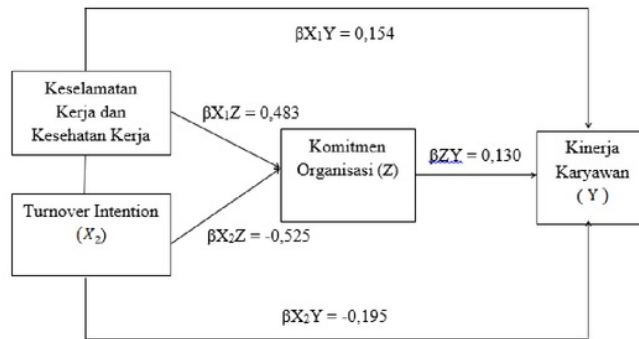 βX₁Y = 0,154
Keselamatan
Kerja dan
Kesehatan Kerja
βX₁Z = 0,483
Komitmen
Organisasi (Z)
βZY = 0,130
Kinerja
Karyawan
( Y )
Turnover Intention
(X₂)
βX₂Z = -0,525
βX₂Y = -0,195